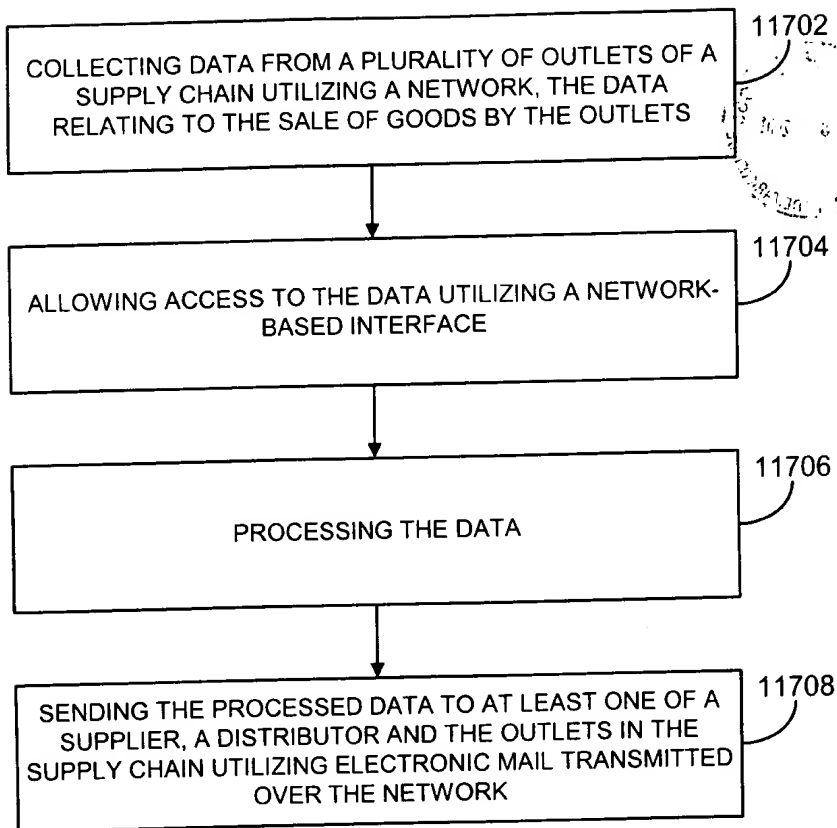 11702
COLLECTING DATA FROM A PLURALITY OF OUTLETS OF A
SUPPLY CHAIN UTILIZING A NETWORK, THE DATA
RELATING TO THE SALE OF GOODS BY THE OUTLETS
11704
ALLOWING ACCESS TO THE DATA UTILIZING A NETWORK-
BASED INTERFACE
11706
PROCESSING THE DATA
11708
SENDING THE PROCESSED DATA TO AT LEAST ONE OF A
SUPPLIER, A DISTRIBUTOR AND THE OUTLETS IN THE
SUPPLY CHAIN UTILIZING ELECTRONIC MAIL TRANSMITTED
OVER THE NETWORK